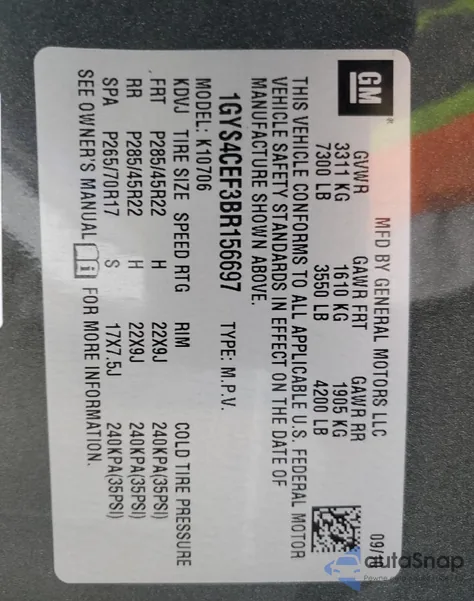 GM ®
MFD BY GENERAL MOTORS LLC 09/
GVWR GAWR FRT GAWR RR
3311 KG 1610 KG 1905 KG
7300 LB 3550 LB 4200 LB
THIS VEHICLE CONFORMS TO ALL APPLICABLE U.S. FEDERAL MOTOR
VEHICLE SAFETY STANDARDS IN EFFECT ON THE DATE OF
MANUFACTURE SHOWN ABOVE.
1GYS4CEF3BR156697 TYPE: M.P.V.
MODEL: K10706
KDVJ TIRE SIZE SPEED RTG RIM COLD TIRE PRESSURE
FRT P285/45R22 H 22X9J 240KPA(35PSI)
RR P285/45R22 H 22X9J 240KPA(35PSI)
SPA P265/70R17 S 17X7.5J 240KPA(35PSI)
SEE OWNER'S MANUAL FOR MORE INFORMATION.
autaSnap